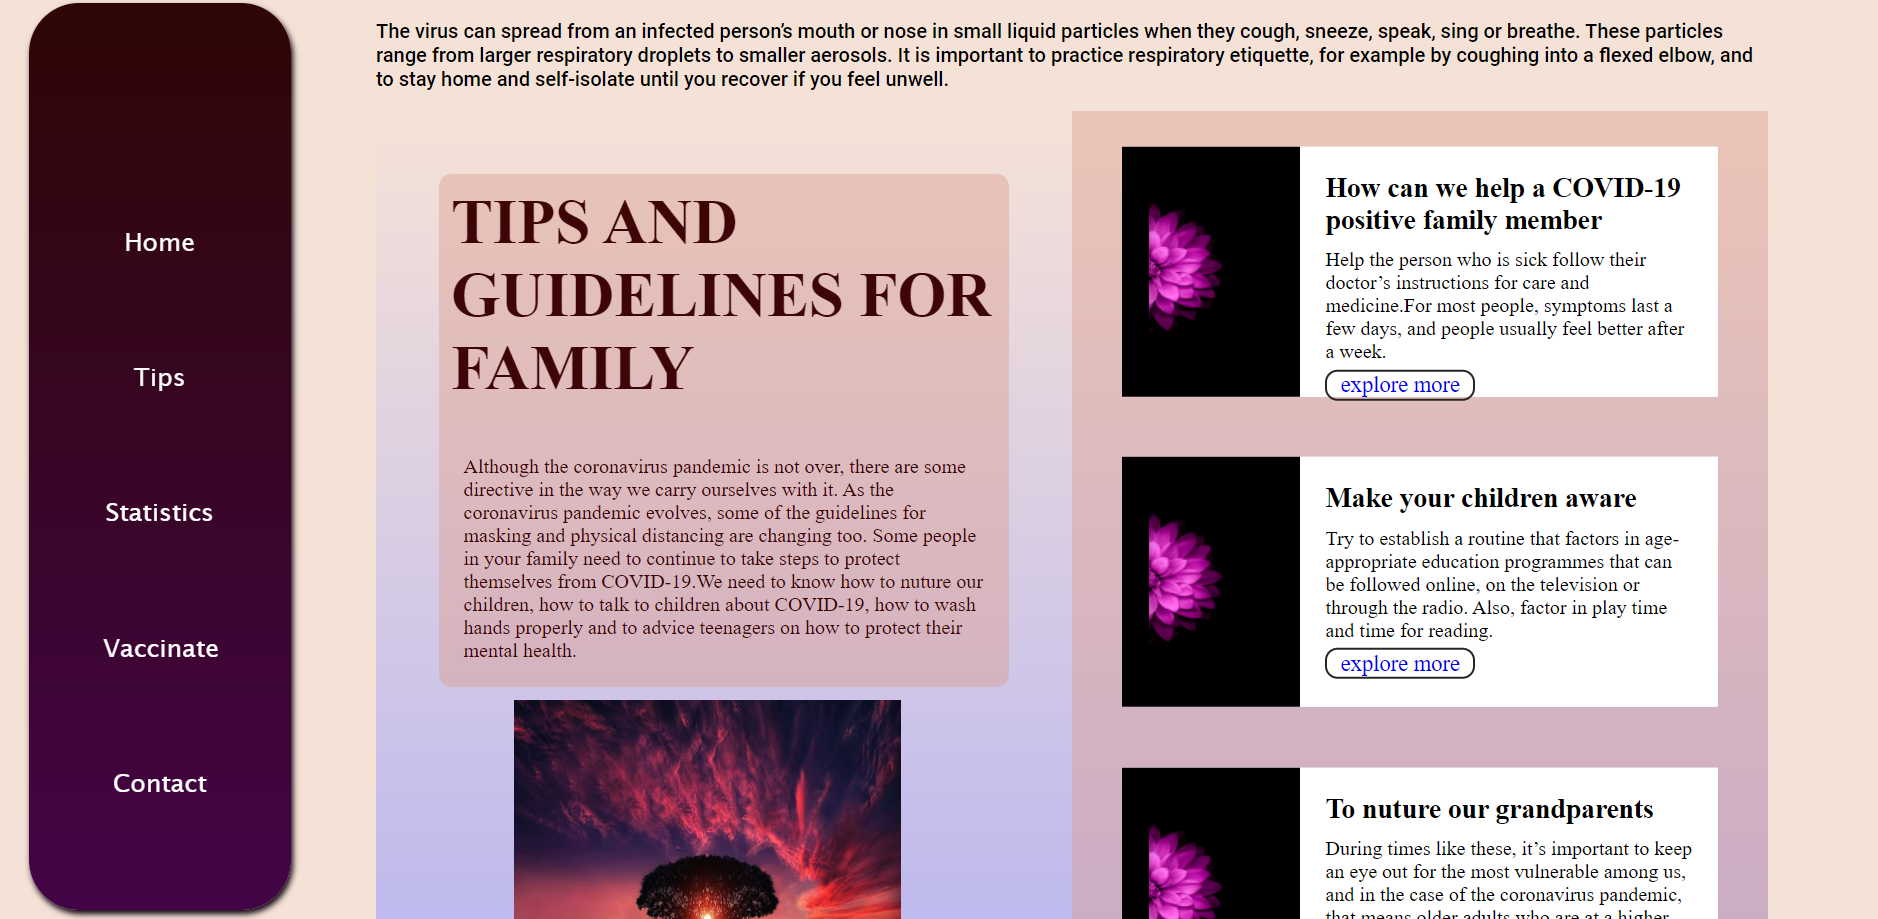 The virus can spread from an infected person’s mouth or nose in small liquid particles when they cough, sneeze, speak, sing or breathe. These particles
range from larger respiratory droplets to smaller aerosols. It is important to practice respiratory etiquette, for example by coughing into a flexed elbow, and
to stay home and self-isolate until you recover if you feel unwell.
Home
Tips
Statistics
Vaccinate
Contact
TIPS AND
GUIDELINES FOR
FAMILY
Although the coronavirus pandemic is not over, there are some
directive in the way we carry ourselves with it. As the
coronavirus pandemic evolves, some of the guidelines for
masking and physical distancing are changing too. Some people
in your family need to continue to take steps to protect
themselves from COVID-19.We need to know how to nuture our
children, how to talk to children about COVID-19, how to wash
hands properly and to advice teenagers on how to protect their
mental health.
How can we help a COVID-19
positive family member
Help the person who is sick follow their
doctor’s instructions for care and
medicine.For most people, symptoms last a
few days, and people usually feel better after
a week.
explore more
Make your children aware
Try to establish a routine that factors in age-
appropriate education programmes that can
be followed online, on the television or
through the radio. Also, factor in play time
and time for reading.
explore more
To nuture our grandparents
During times like these, it’s important to keep
an eye out for the most vulnerable among us,
and in the case of the coronavirus pandemic,
that means older adults who are at a higher